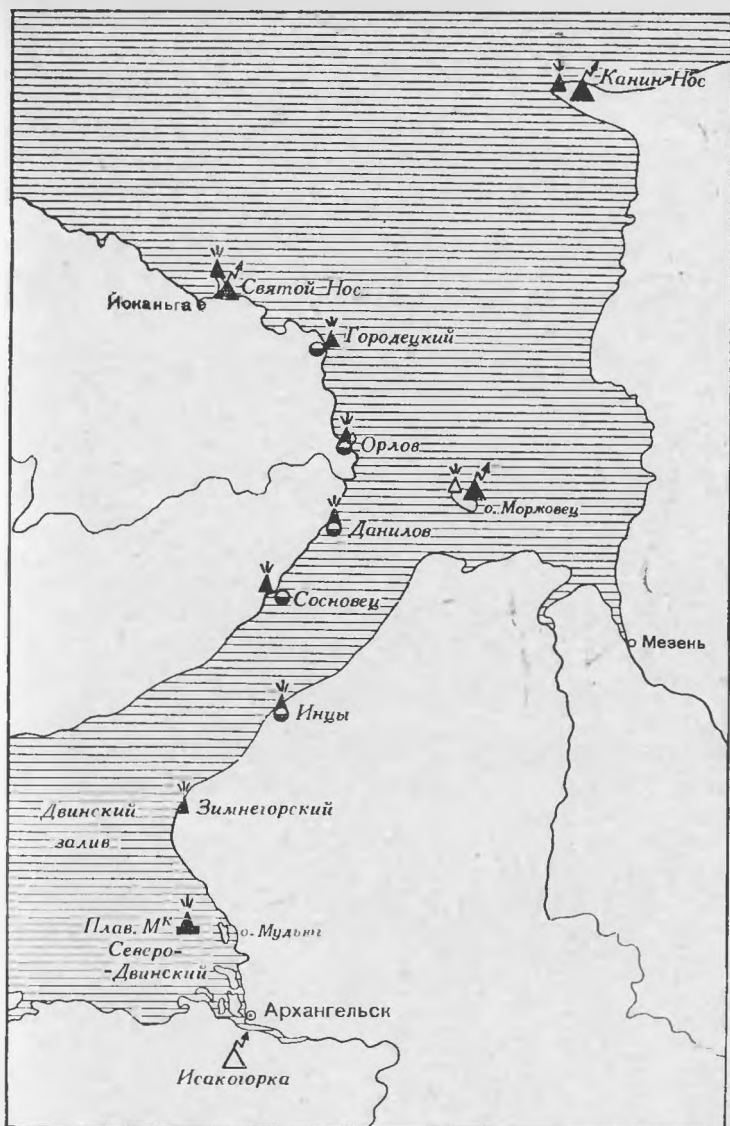 Канин Нос
Святой Нос
Йоканьга
Городецкий
Орлов
о. Моржовец
Данилов
Сосновец
Мезень
Инцы
Зимнегорский
Двинский
залив
Плав. Мк
о. Мудьюг
Северо-
-Двинский
Архангельск
Исакогорка